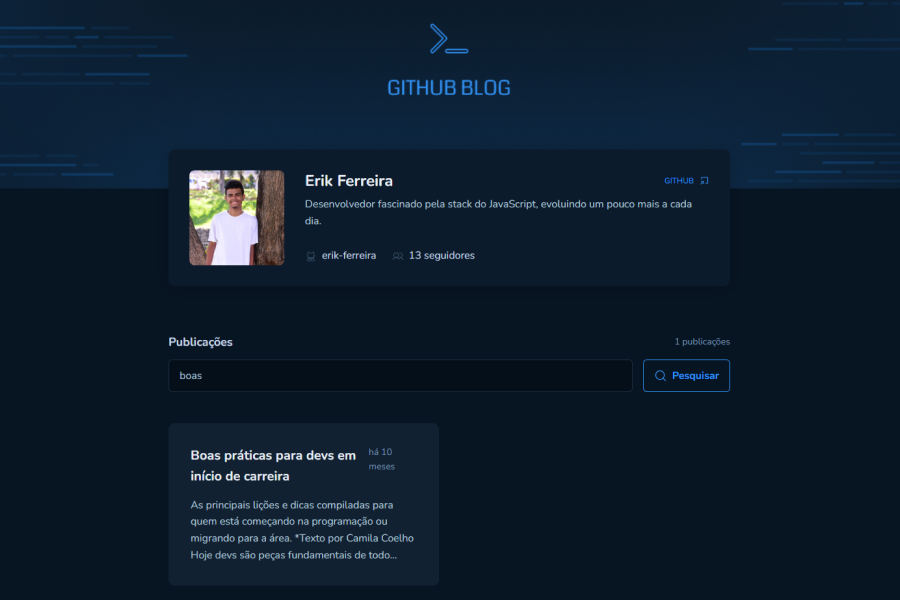 GITHUB BLOG
Erik Ferreira
GITHUB
Desenvolvedor fascinado pela stack do JavaScript, evoluindo um pouco mais a cada
dia.
erik-ferreira
13 seguidores
Publicações
1 publicações
boas
Pesquisar
Boas práticas para devs em
início de carreira
há 10
meses
As principais lições e dicas compiladas para
quem está começando na programação ou
migrando para a área. *Texto por Camila Coelho
Hoje devs são peças fundamentais de todo...